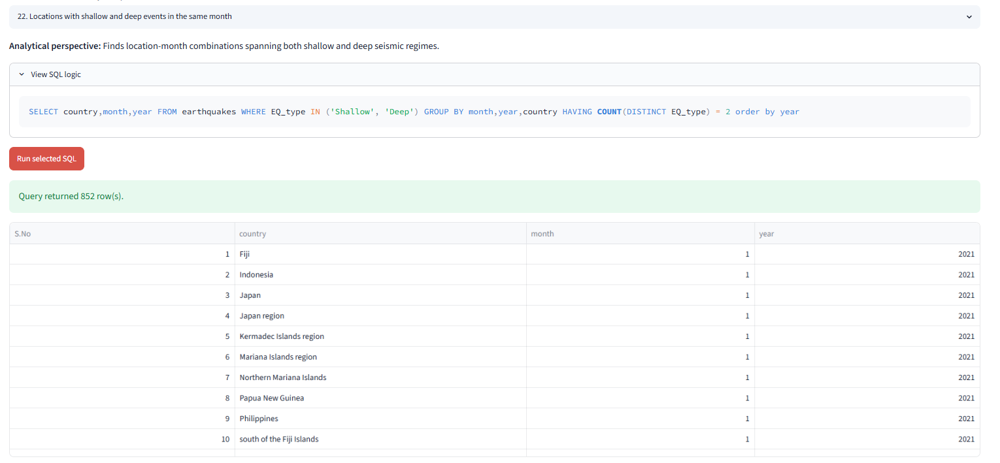 22. Locations with shallow and deep events in the same month
Analytical perspective: Finds location-month combinations spanning both shallow and deep seismic regimes.
View SQL logic
SELECT country,month,year FROM earthquakes WHERE EQ_type IN ('Shallow', 'Deep') GROUP BY month,year,country HAVING COUNT(DISTINCT EQ_type) = 2 order by year
Run selected SQL
Query returned 852 row(s).
S.No country month year
1 Fiji 1 2021
2 Indonesia 1 2021
3 Japan 1 2021
4 Japan region 1 2021
5 Kermadec Islands region 1 2021
6 Mariana Islands region 1 2021
7 Northern Mariana Islands 1 2021
8 Papua New Guinea 1 2021
9 Philippines 1 2021
10 south of the Fiji Islands 1 2021